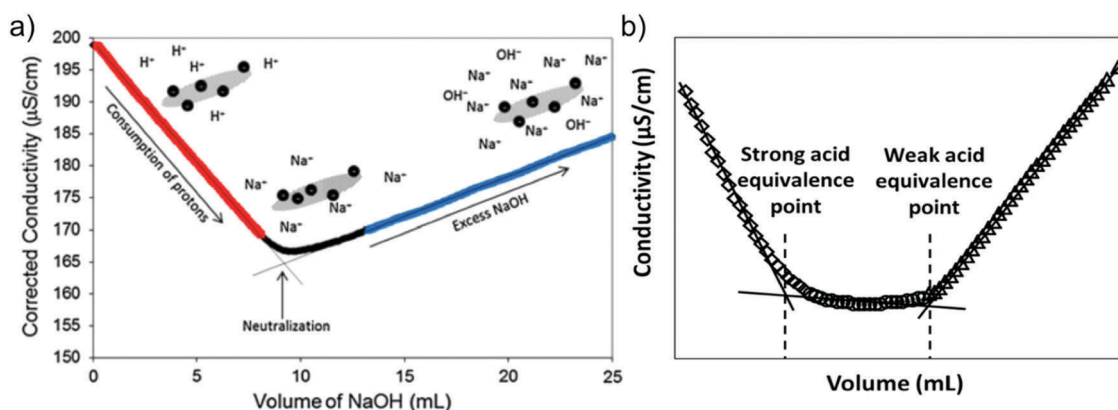 a)
200
195
190
185
180
175
170
165
160
155
150
Corrected Conductivity (µS/cm)
0
5
10
15
20
25
Volume of NaOH (mL)
H⁺
H⁺
H⁺
H⁺
H⁺
H⁺
Consumption of protons
Na⁺
Na⁺
Na⁺
Na⁺
Na⁺
Neutralization
OH⁻
Na⁺
Na⁺
Na⁺
OH⁻
Na⁺
Na⁺
Na⁺
Na⁺
OH⁻
Na⁺
Excess NaOH
b)
Conductivity (µS/cm)
Strong acid
equivalence
point
Weak acid
equivalence
point
Volume (mL)